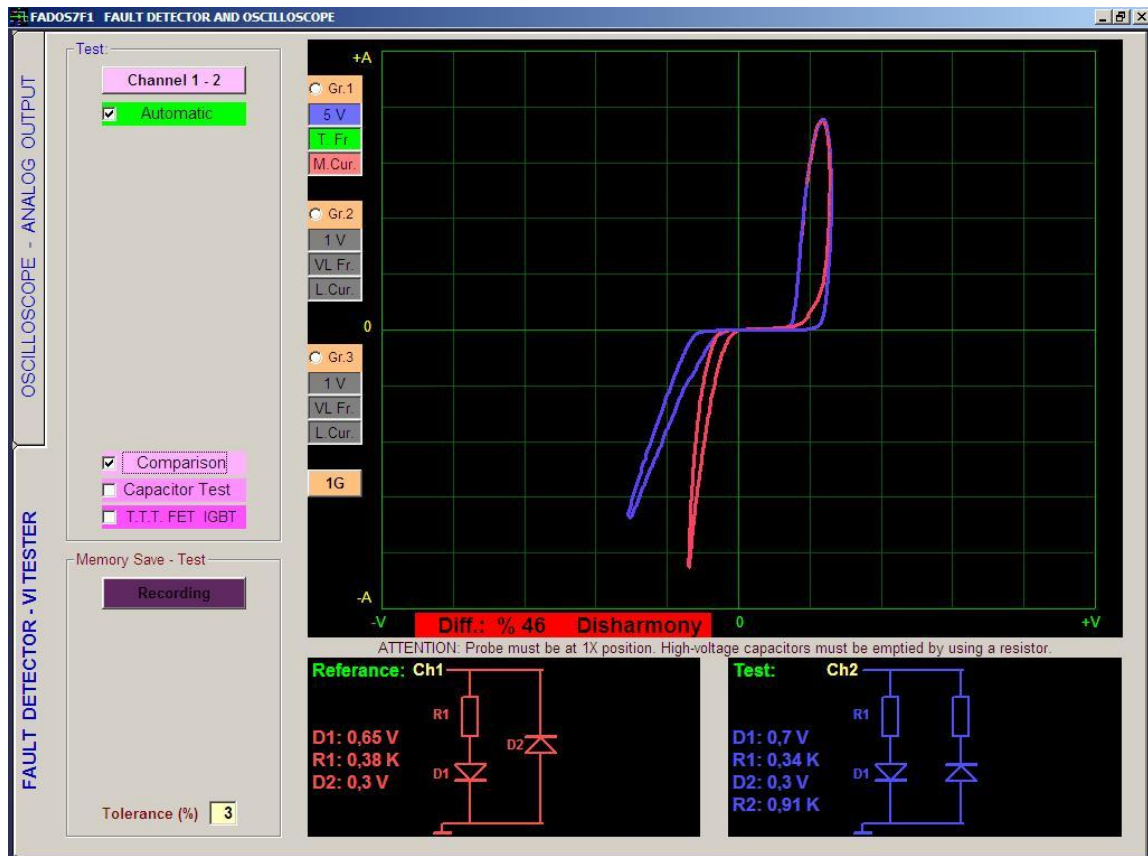 FADOS7F1 FAULT DETECTOR AND OSCILLOSCOPE
OSCILLOSCOPE - ANALOG OUTPUT
FAULT DETECTOR - VI TESTER
Test:
Channel 1 - 2
Automatic
Comparison
Capacitor Test
T.T.T. FET IGBT
Memory Save - Test
Recording
Tolerance (%) 3
+A
Gr.1
5 V
T. Fr
M.Cur.
Gr.2
1 V
VL Fr.
L.Cur.
0
Gr.3
1 V
VL Fr.
L.Cur.
1G
-A
-V
Diff.: % 46 Disharmony
0
+V
ATTENTION: Probe must be at 1X position. High-voltage capacitors must be emptied by using a resistor.
Referance: Ch1
R1
D1: 0,65 V
R1: 0,38 K
D2: 0,3 V
D2
D1
Test: Ch2
R1
D1: 0,7 V
R1: 0,34 K
D2: 0,3 V
R2: 0,91 K
D1